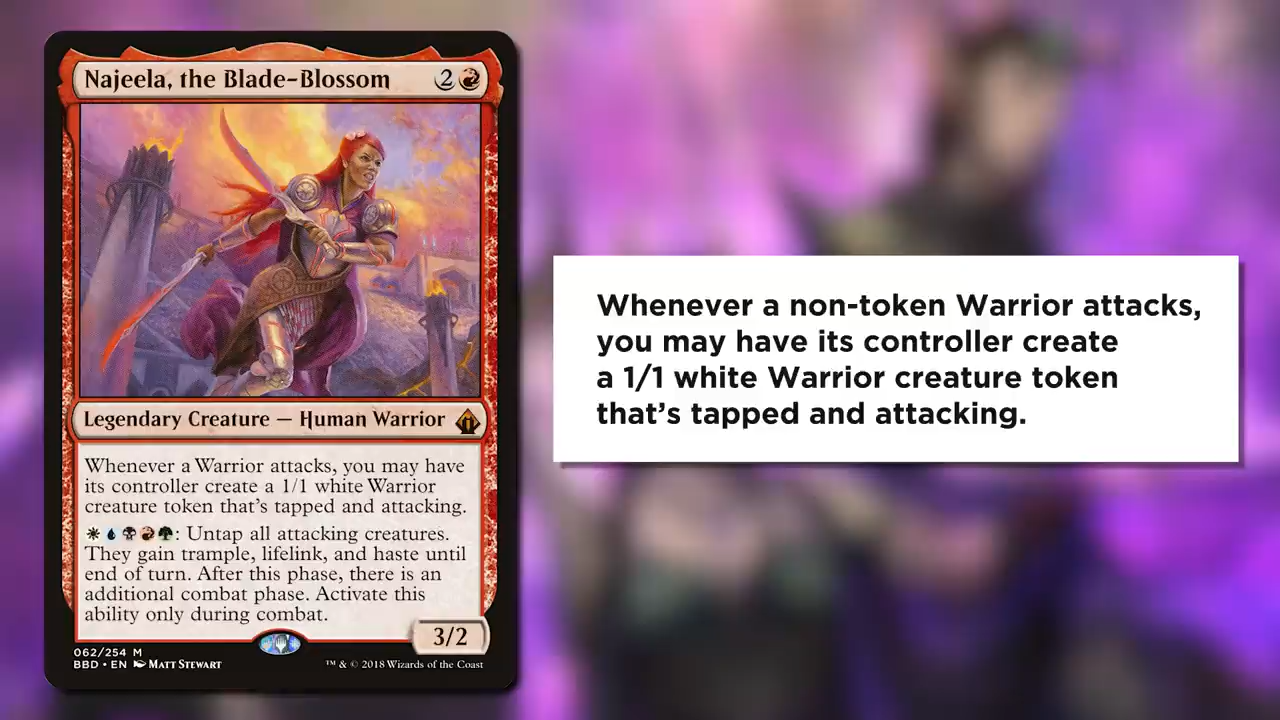 Najeela, the Blade-Blossom 2
Legendary Creature — Human Warrior
Whenever a Warrior attacks, you may have
its controller create a 1/1 white Warrior
creature token that's tapped and attacking.
: Untap all attacking creatures.
They gain trample, lifelink, and haste until
end of turn. After this phase, there is an
additional combat phase. Activate this
ability only during combat.
3/2
062/254 M
BBD • EN Matt Stewart
™ & © 2018 Wizards of the Coast
Whenever a non-token Warrior attacks,
you may have its controller create
a 1/1 white Warrior creature token
that's tapped and attacking.